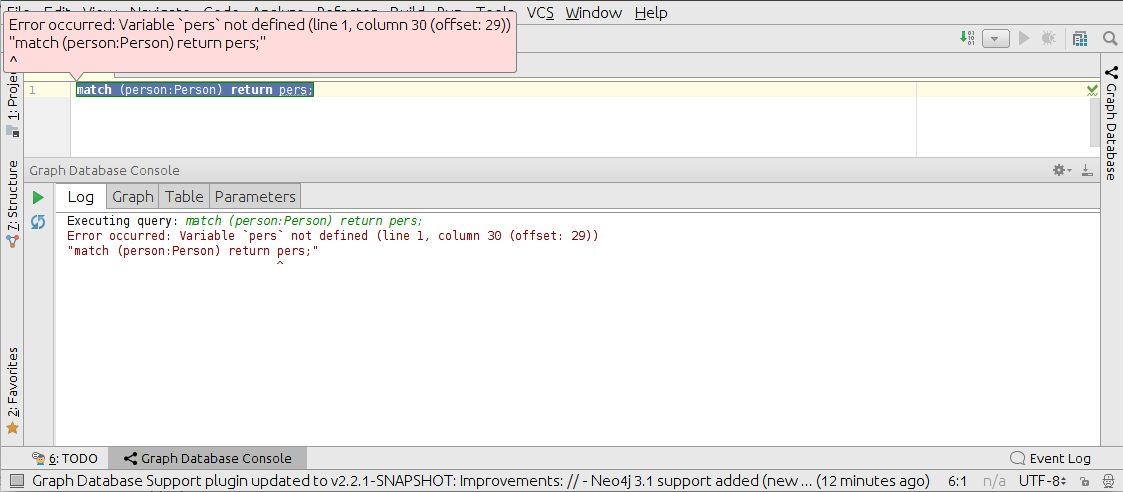 Error occurred: Variable `pers` not defined (line 1, column 30 (offset: 29))
"match (person:Person) return pers;"
^
VCS Window Help
1 match (person:Person) return pers;
1: Project
7: Structure
2: Favorites
Graph Database
Graph Database Console
Log Graph Table Parameters
Executing query: match (person:Person) return pers;
Error occurred: Variable `pers` not defined (line 1, column 30 (offset: 29))
"match (person:Person) return pers;"
^
6: TODO Graph Database Console Event Log
Graph Database Support plugin updated to v2.2.1-SNAPSHOT: Improvements: // - Neo4j 3.1 support added (new ... (12 minutes ago) 6:1 n/a UTF-8